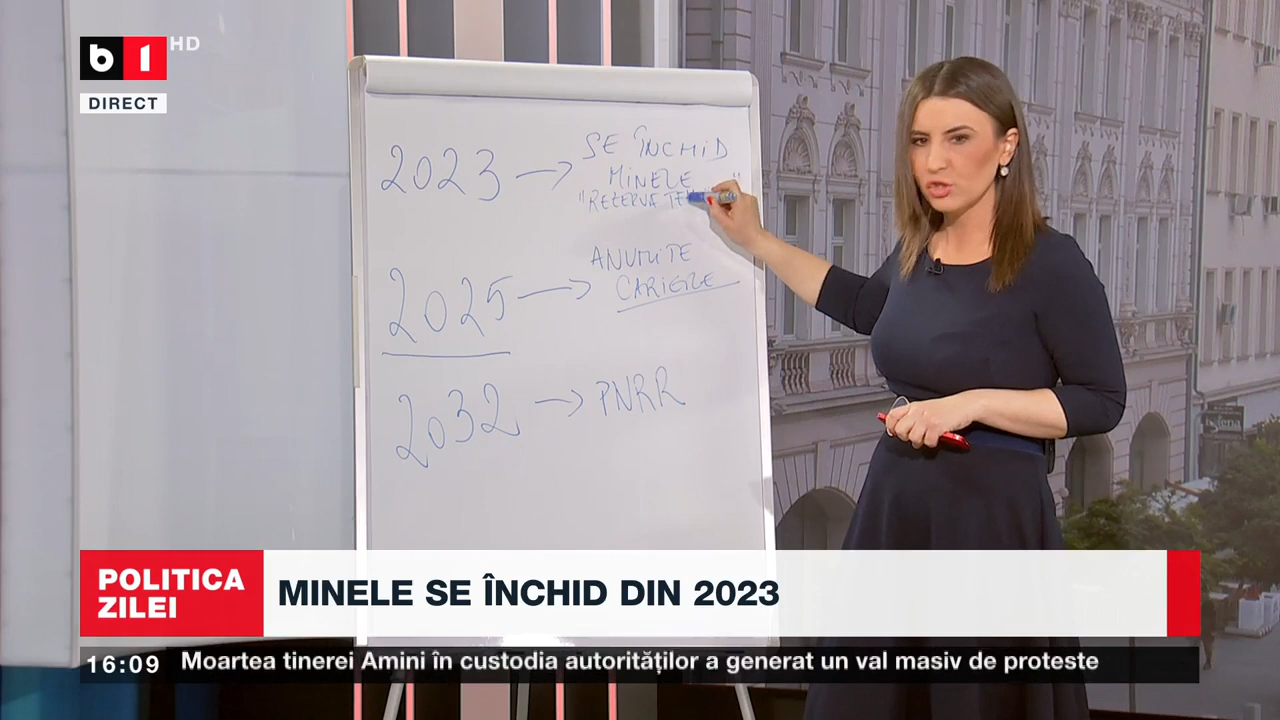 b1 HD
DIRECT
2023 → SE ÎNCHID
MINELE
"REZERVA
2025 → ANUMITE
CARIERE
2032 → PNRR
POLITICA
ZILEI
MINELE SE ÎNCHID DIN 2023
16:09 Moartea tinerei Amini în custodia autorităților a generat un val masiv de proteste